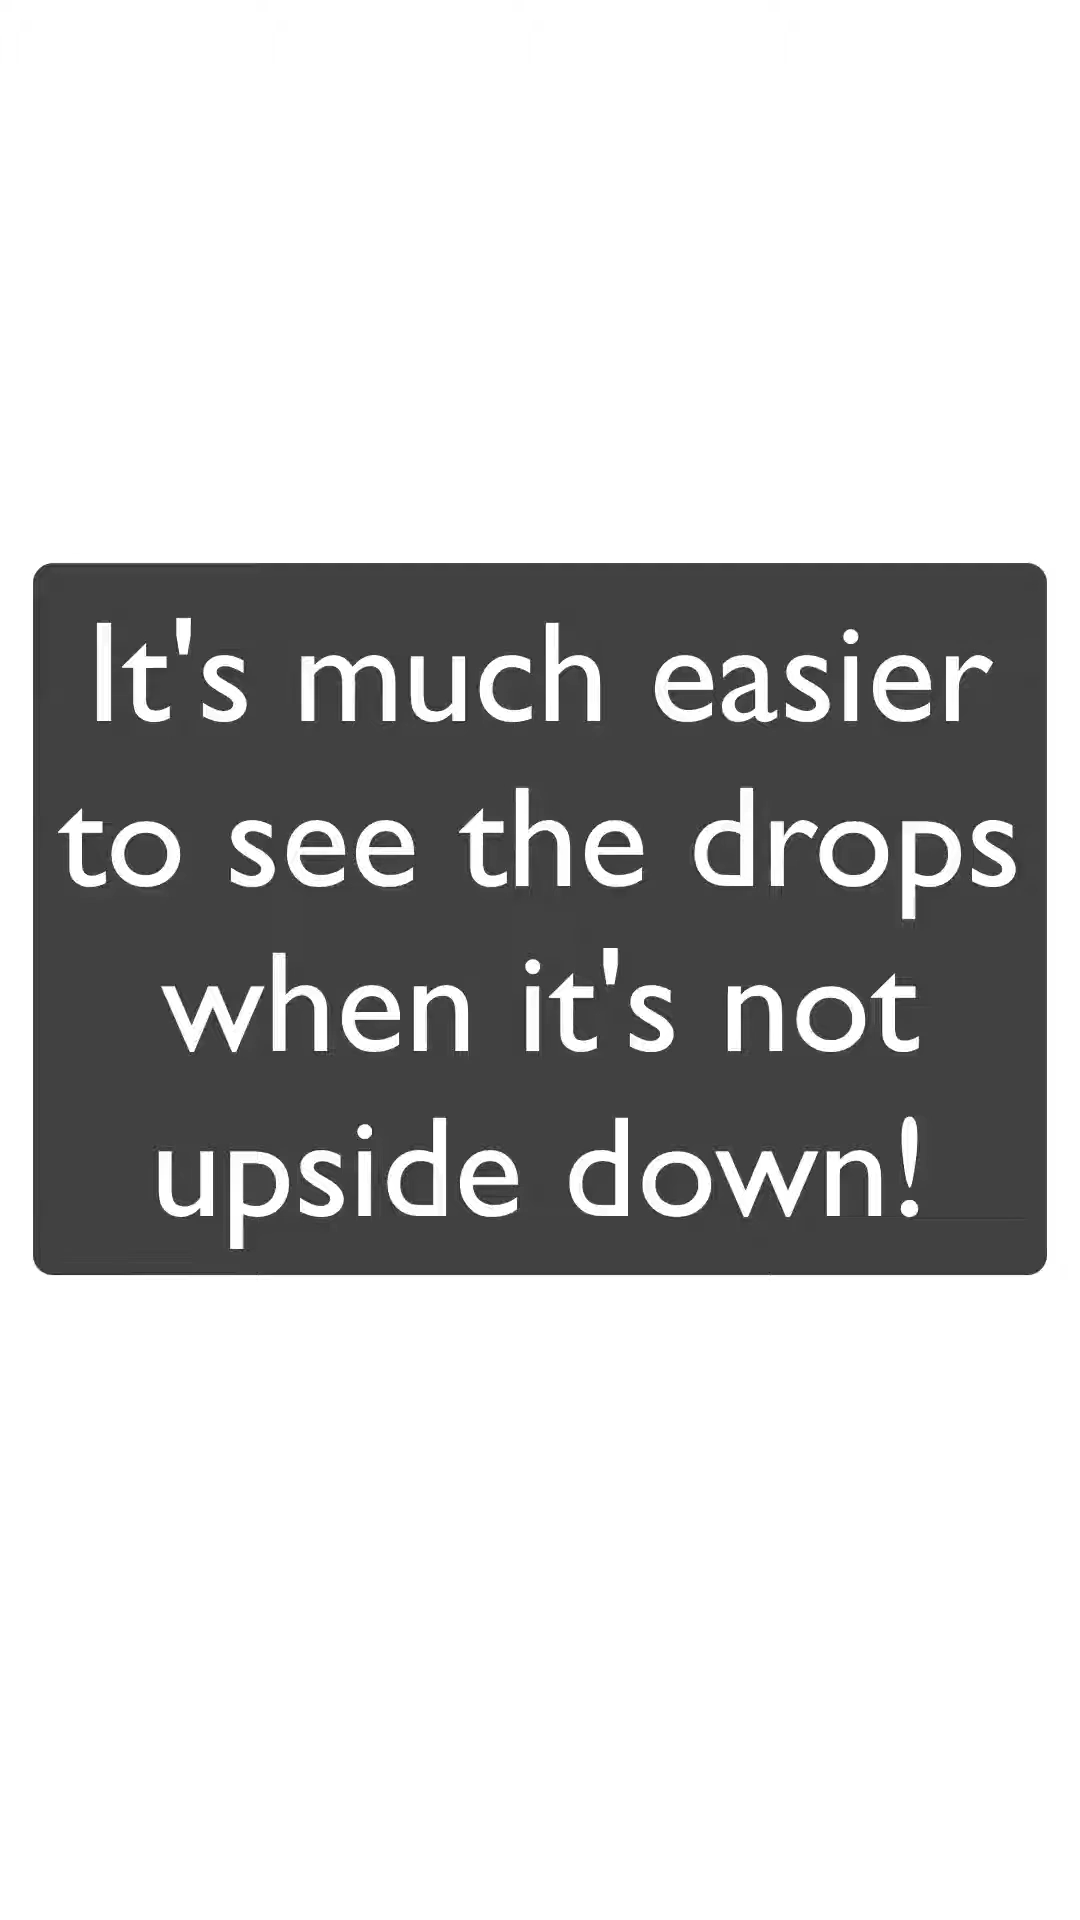 It's much easier
to see the drops
when it's not
upside down!